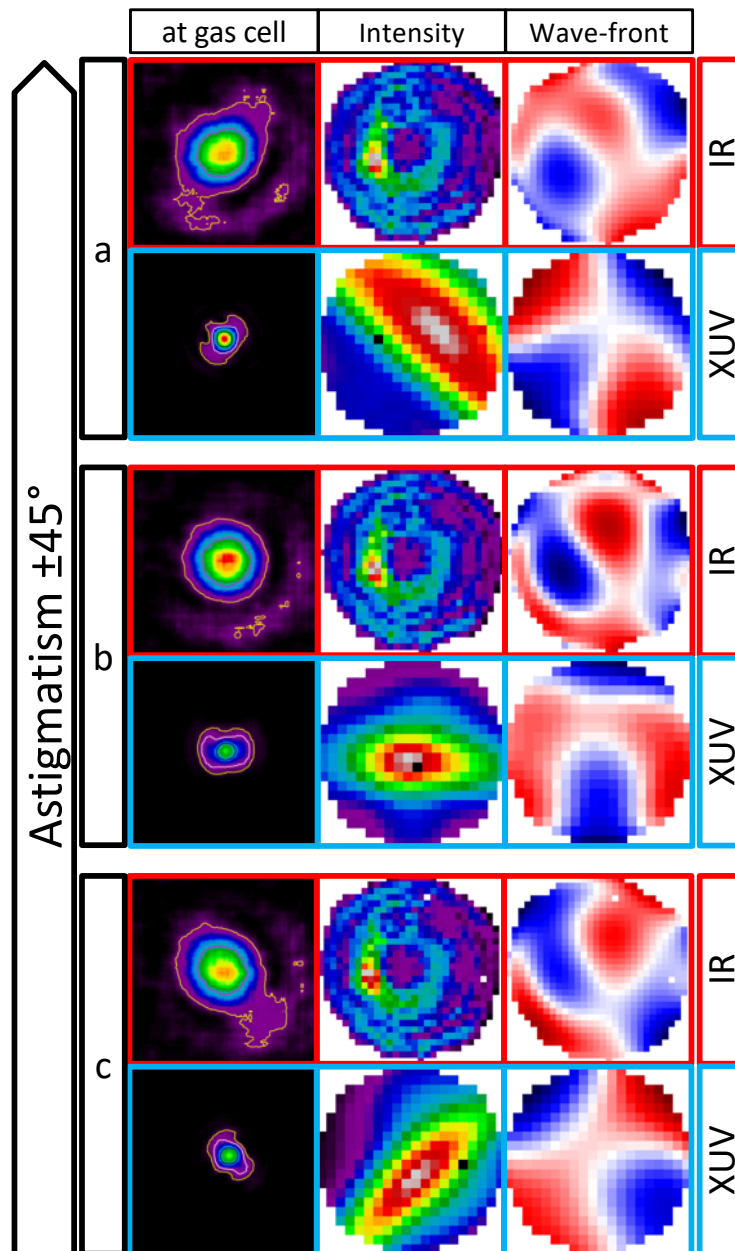 at gas cell Intensity Wave-front
a
IR
XUV
Astigmatism ±45°
b
IR
XUV
c
IR
XUV